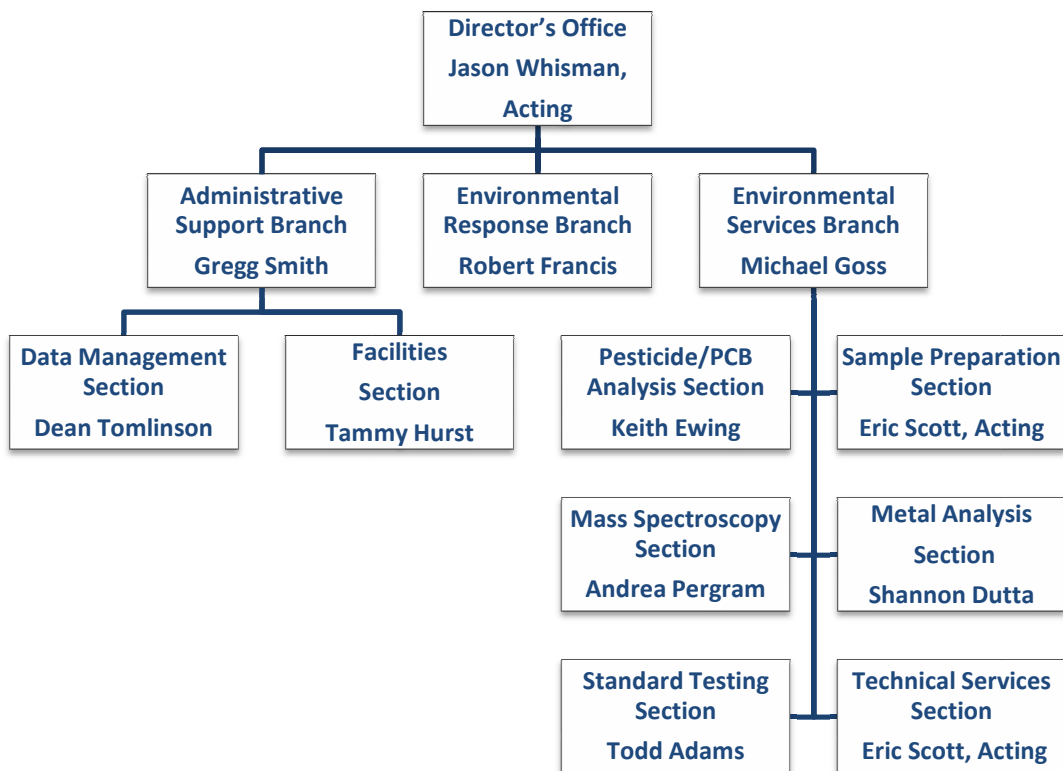 Director's Office
Jason Whisman,
Acting
Administrative
Support Branch
Gregg Smith
Environmental
Response Branch
Robert Francis
Environmental
Services Branch
Michael Goss
Data Management
Section
Dean Tomlinson
Facilities
Section
Tammy Hurst
Pesticide/PCB
Analysis Section
Keith Ewing
Sample Preparation
Section
Eric Scott, Acting
Mass Spectroscopy
Section
Andrea Pergram
Metal Analysis
Section
Shannon Dutta
Standard Testing
Section
Todd Adams
Technical Services
Section
Eric Scott, Acting